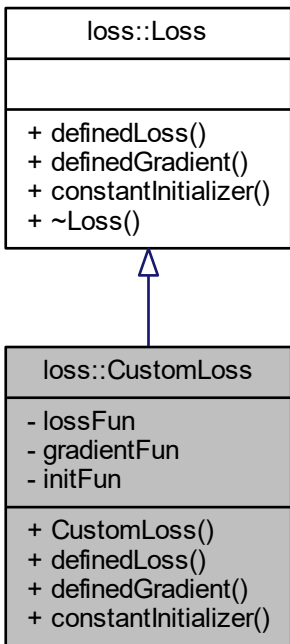 loss::Loss
+ definedLoss()
+ definedGradient()
+ constantInitializer()
+ ~Loss()
loss::CustomLoss
- lossFun
- gradientFun
- initFun
+ CustomLoss()
+ definedLoss()
+ definedGradient()
+ constantInitializer()